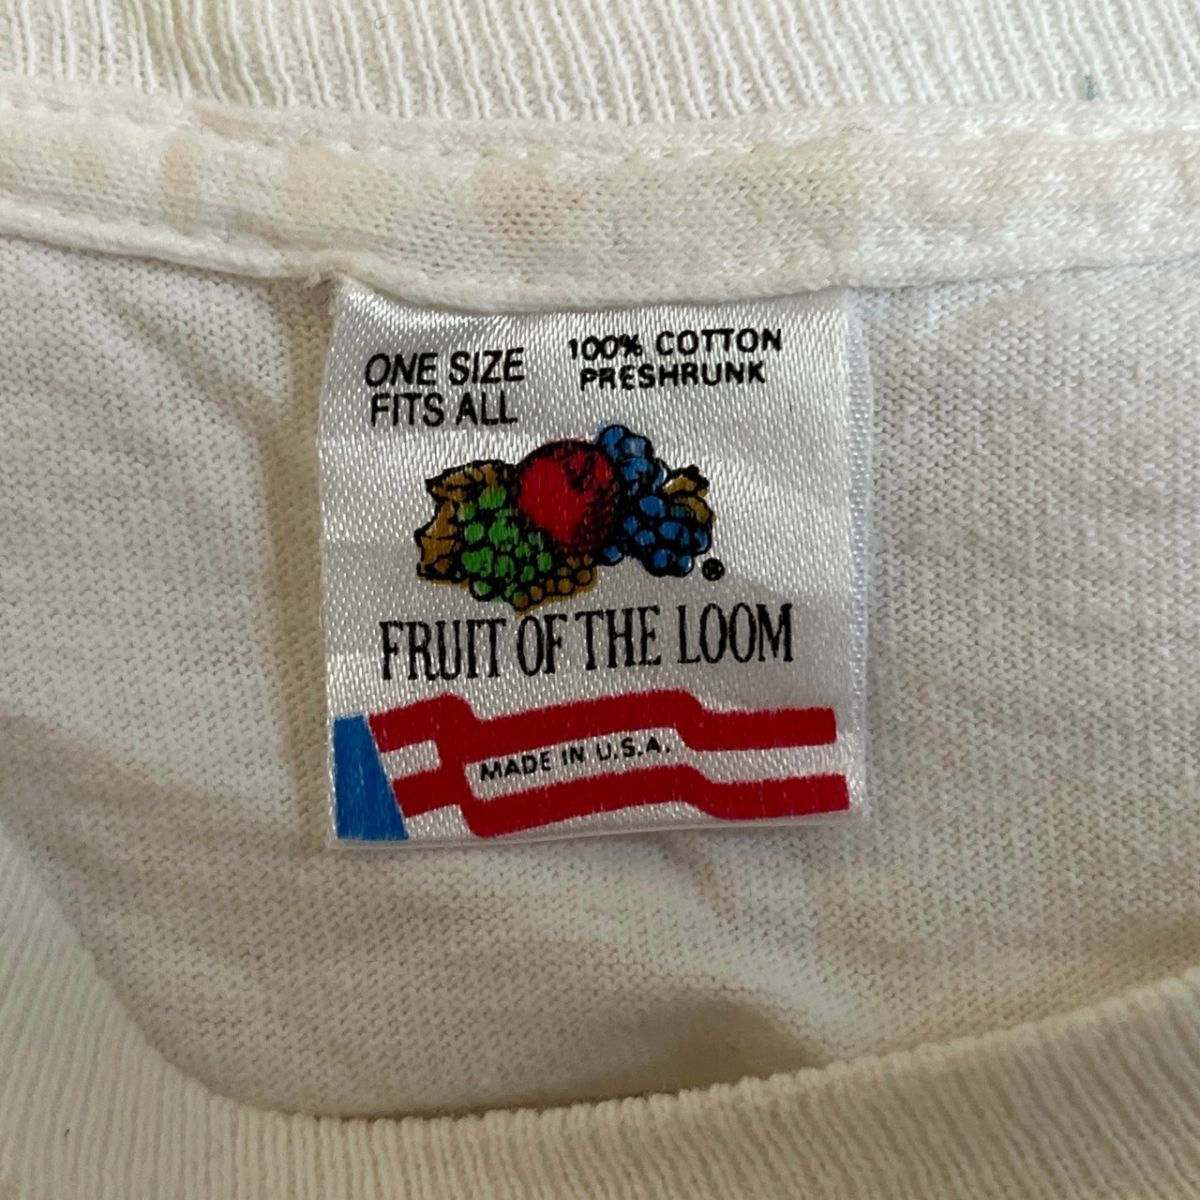 ONE SIZE
FITS ALL
100% COTTON
PRESHRUNK
®
FRUIT OF THE LOOM
MADE IN U.S.A.